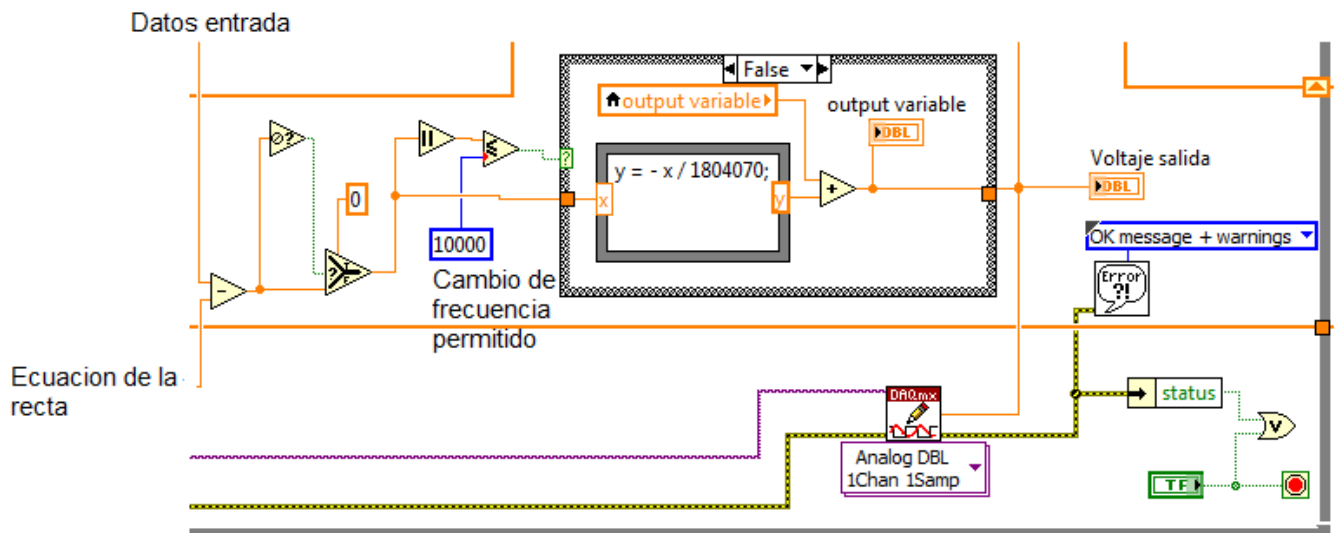 Datos entrada
False
output variable
output variable
DBL
y = - x / 1804070;
x
y
0
?
?
10000
Cambio de
frecuencia
permitido
Voltaje salida
DBL
OK message + warnings
Error
?!
Ecuacion de la
recta
DAQmx
Analog DBL
1Chan 1Samp
status
V
TF